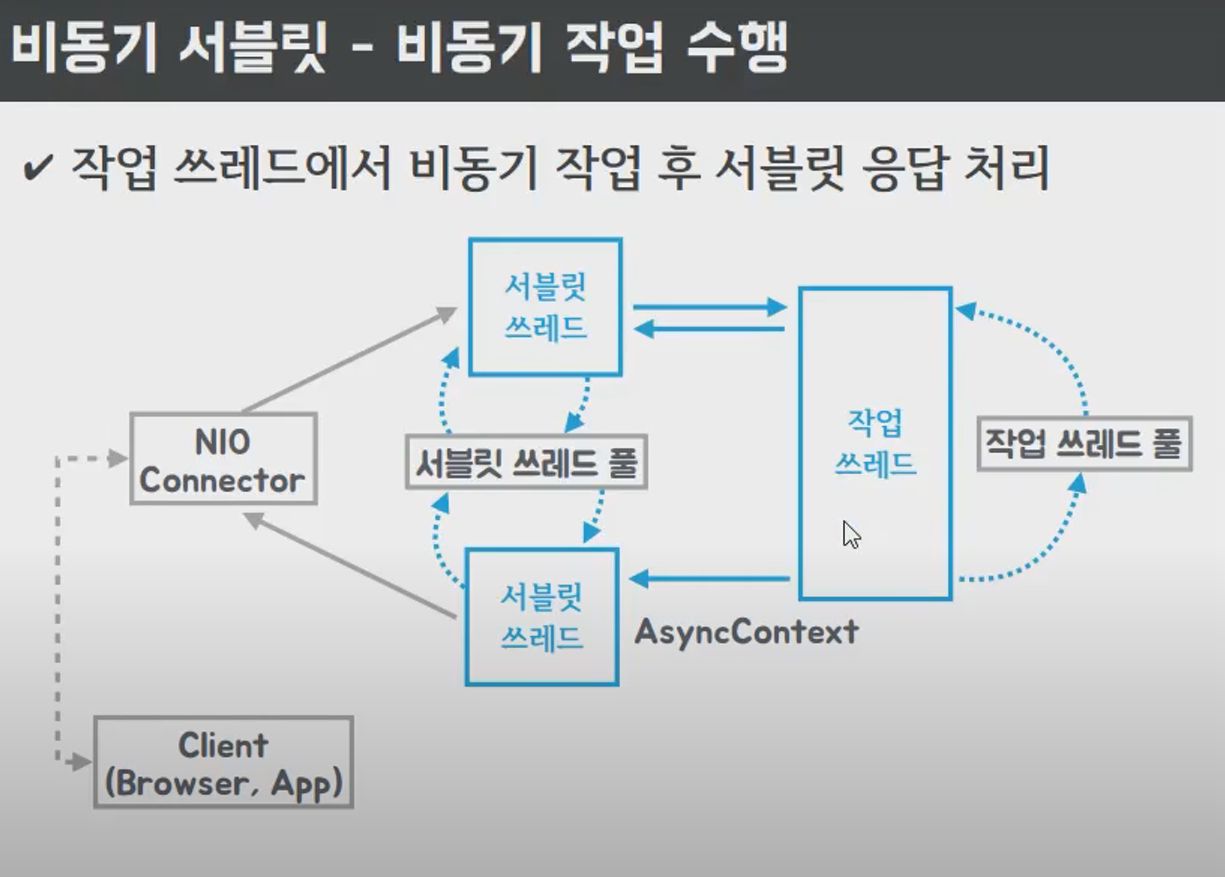 비동기 서블릿 - 비동기 작업 수행
✔ 작업 쓰레드에서 비동기 작업 후 서블릿 응답 처리
서블릿
쓰레드
작업
쓰레드
NIO
Connector
서블릿 쓰레드 풀
작업 쓰레드 풀
서블릿
쓰레드
AsyncContext
Client
(Browser, App)